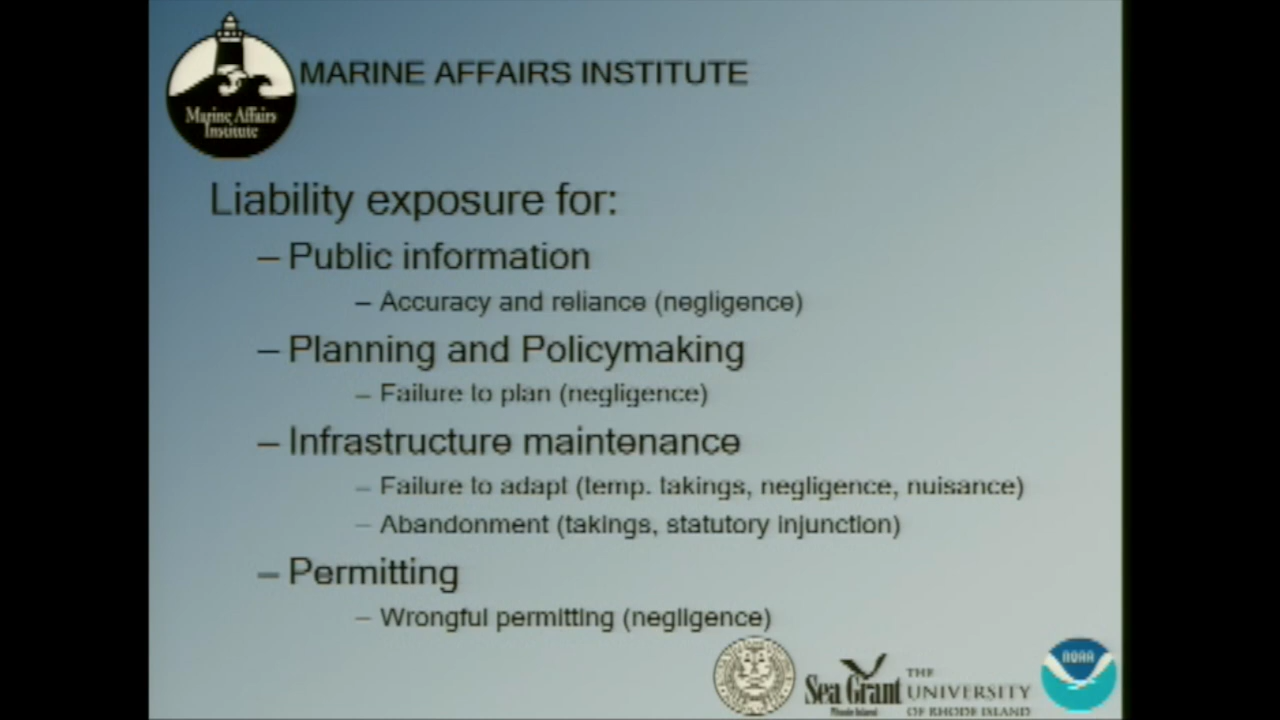 MARINE AFFAIRS INSTITUTE
Marine Affairs
Institute
Liability exposure for:
– Public information
– Accuracy and reliance (negligence)
– Planning and Policymaking
– Failure to plan (negligence)
– Infrastructure maintenance
– Failure to adapt (temp. takings, negligence, nuisance)
– Abandonment (takings, statutory injunction)
– Permitting
– Wrongful permitting (negligence)
Sea Grant
Rhode Island
THE
UNIVERSITY
OF RHODE ISLAND
NOAA